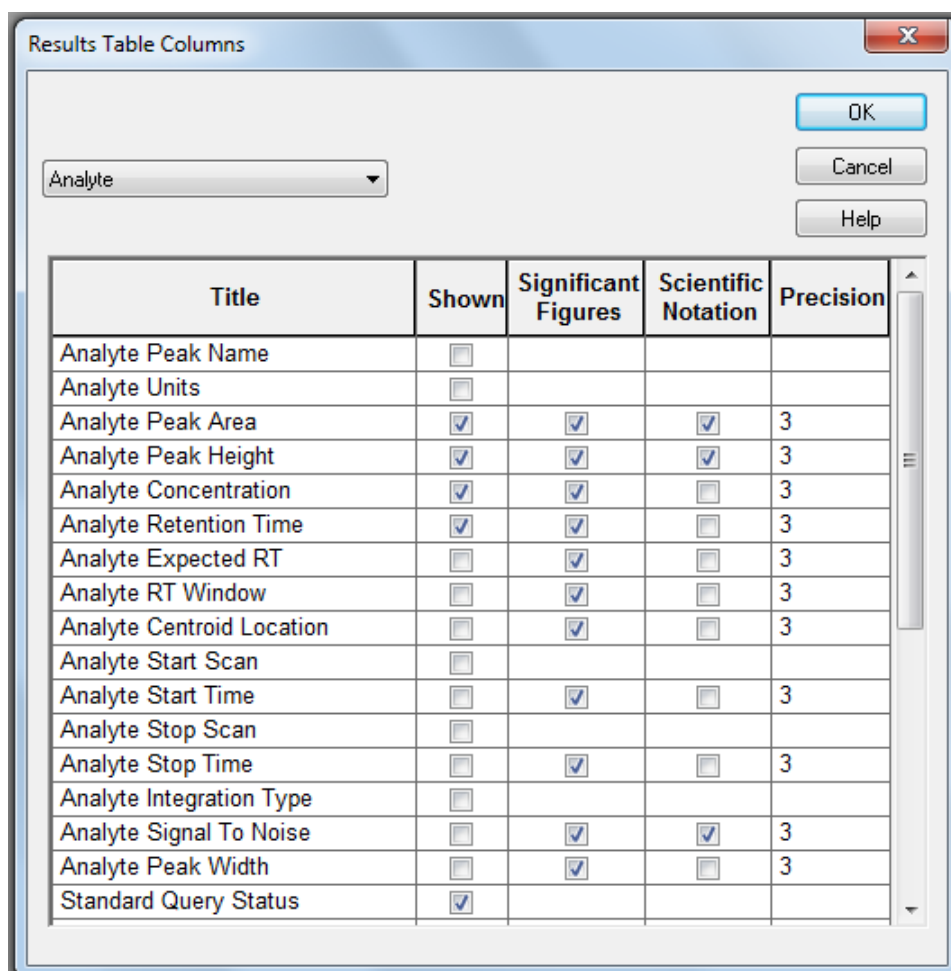 Results Table Columns
OK
Analyte
Cancel
Help
Title Shown Significant Figures Scientific Notation Precision
Analyte Peak Name
Analyte Units
Analyte Peak Area 3
Analyte Peak Height 3
Analyte Concentration 3
Analyte Retention Time 3
Analyte Expected RT 3
Analyte RT Window 3
Analyte Centroid Location 3
Analyte Start Scan
Analyte Start Time 3
Analyte Stop Scan
Analyte Stop Time 3
Analyte Integration Type
Analyte Signal To Noise 3
Analyte Peak Width 3
Standard Query Status